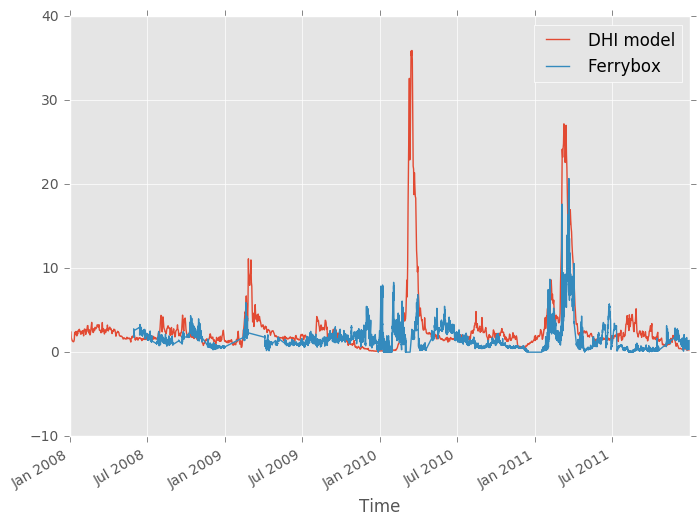 40
30
20
10
0
−10
DHI model
Ferrybox
Jan 2008
Jul 2008
Jan 2009
Jul 2009
Jan 2010
Jul 2010
Jan 2011
Jul 2011
Time